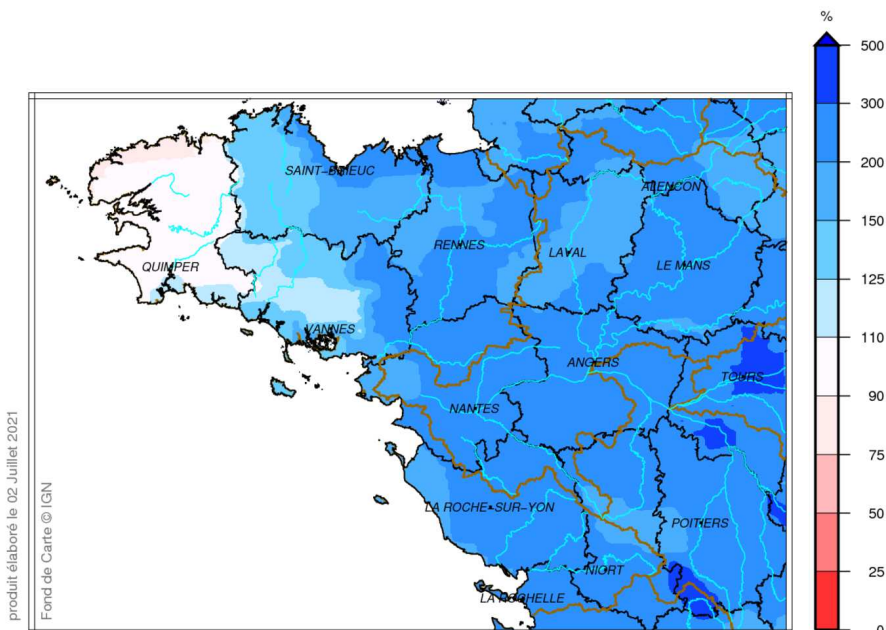 %
500
300
200
150
125
110
90
75
50
25
0
SAINT-BRIEUC
ALENCON
RENNES
LAVAL
QUIMPER
LE MANS
VANNES
ANGERS
TOURS
NANTES
LA ROCHE-SUR-YON
POITIERS
NIORT
LA ROCHELLE
produit élaboré le 02 Juillet 2021
Fond de Carte © IGN